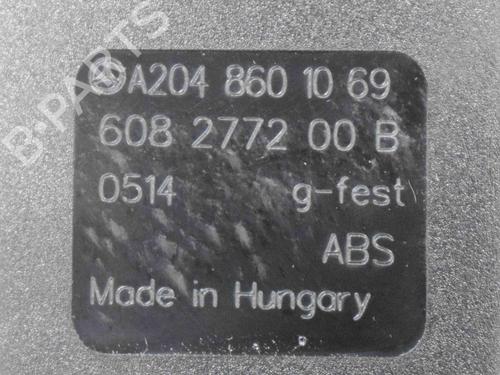 A204 860 10 69
608 2772 00 B
0514 g-fest
ABS
Made in Hungary
B-PARTS